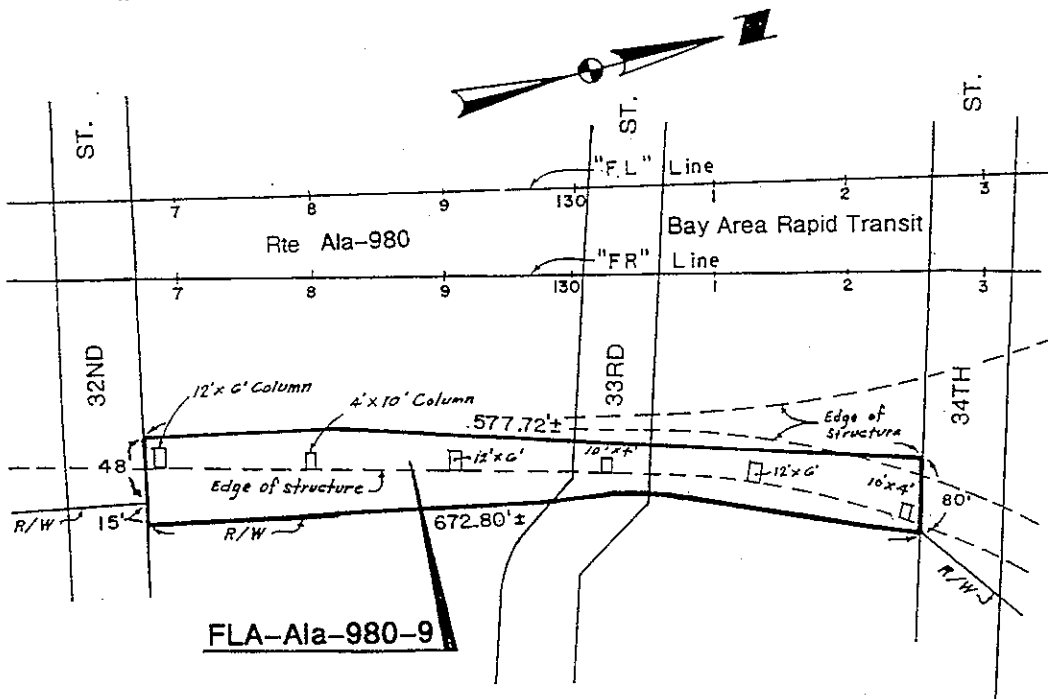 N
ST.
ST.
ST.
"FL" Line
7 8 9 130 1 2 3
Rte Ala-980
Bay Area Rapid Transit
"FR" Line
7 8 9 130 1 2 3
32ND
33RD
34TH
12'x 6' Column
4'x 10' Column
577.72'±
Edge of
Structure
48
12'x 6'
10'x 4'
12'x 6'
10'x 4'
80'
Edge of structure
R/W
15'
R/W
672.80'±
R/W
FLA-Ala-980-9